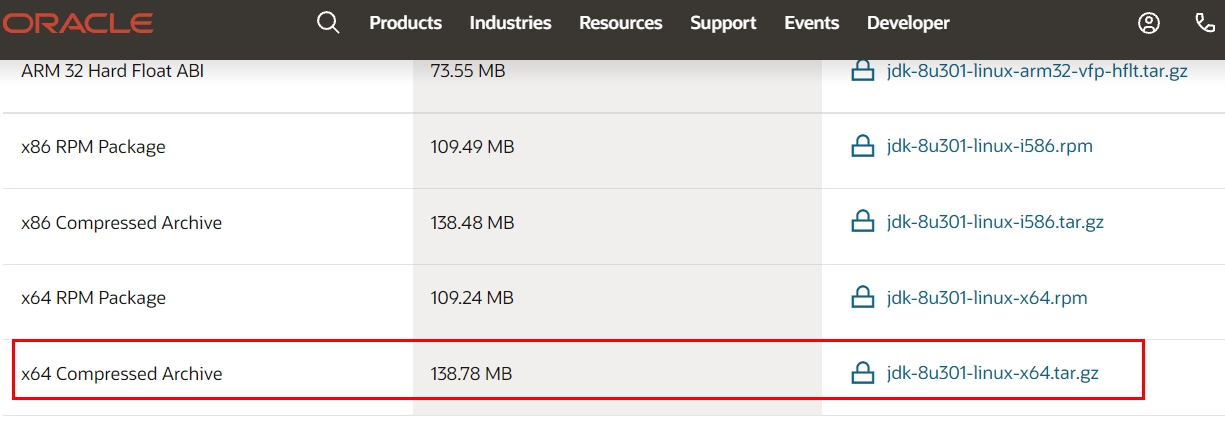 ORACLE Products Industries Resources Support Events Developer
ARM 32 Hard Float ABI 73.55 MB jdk-8u301-linux-arm32-vfp-hflt.tar.gz
x86 RPM Package 109.49 MB jdk-8u301-linux-i586.rpm
x86 Compressed Archive 138.48 MB jdk-8u301-linux-i586.tar.gz
x64 RPM Package 109.24 MB jdk-8u301-linux-x64.rpm
x64 Compressed Archive 138.78 MB jdk-8u301-linux-x64.tar.gz